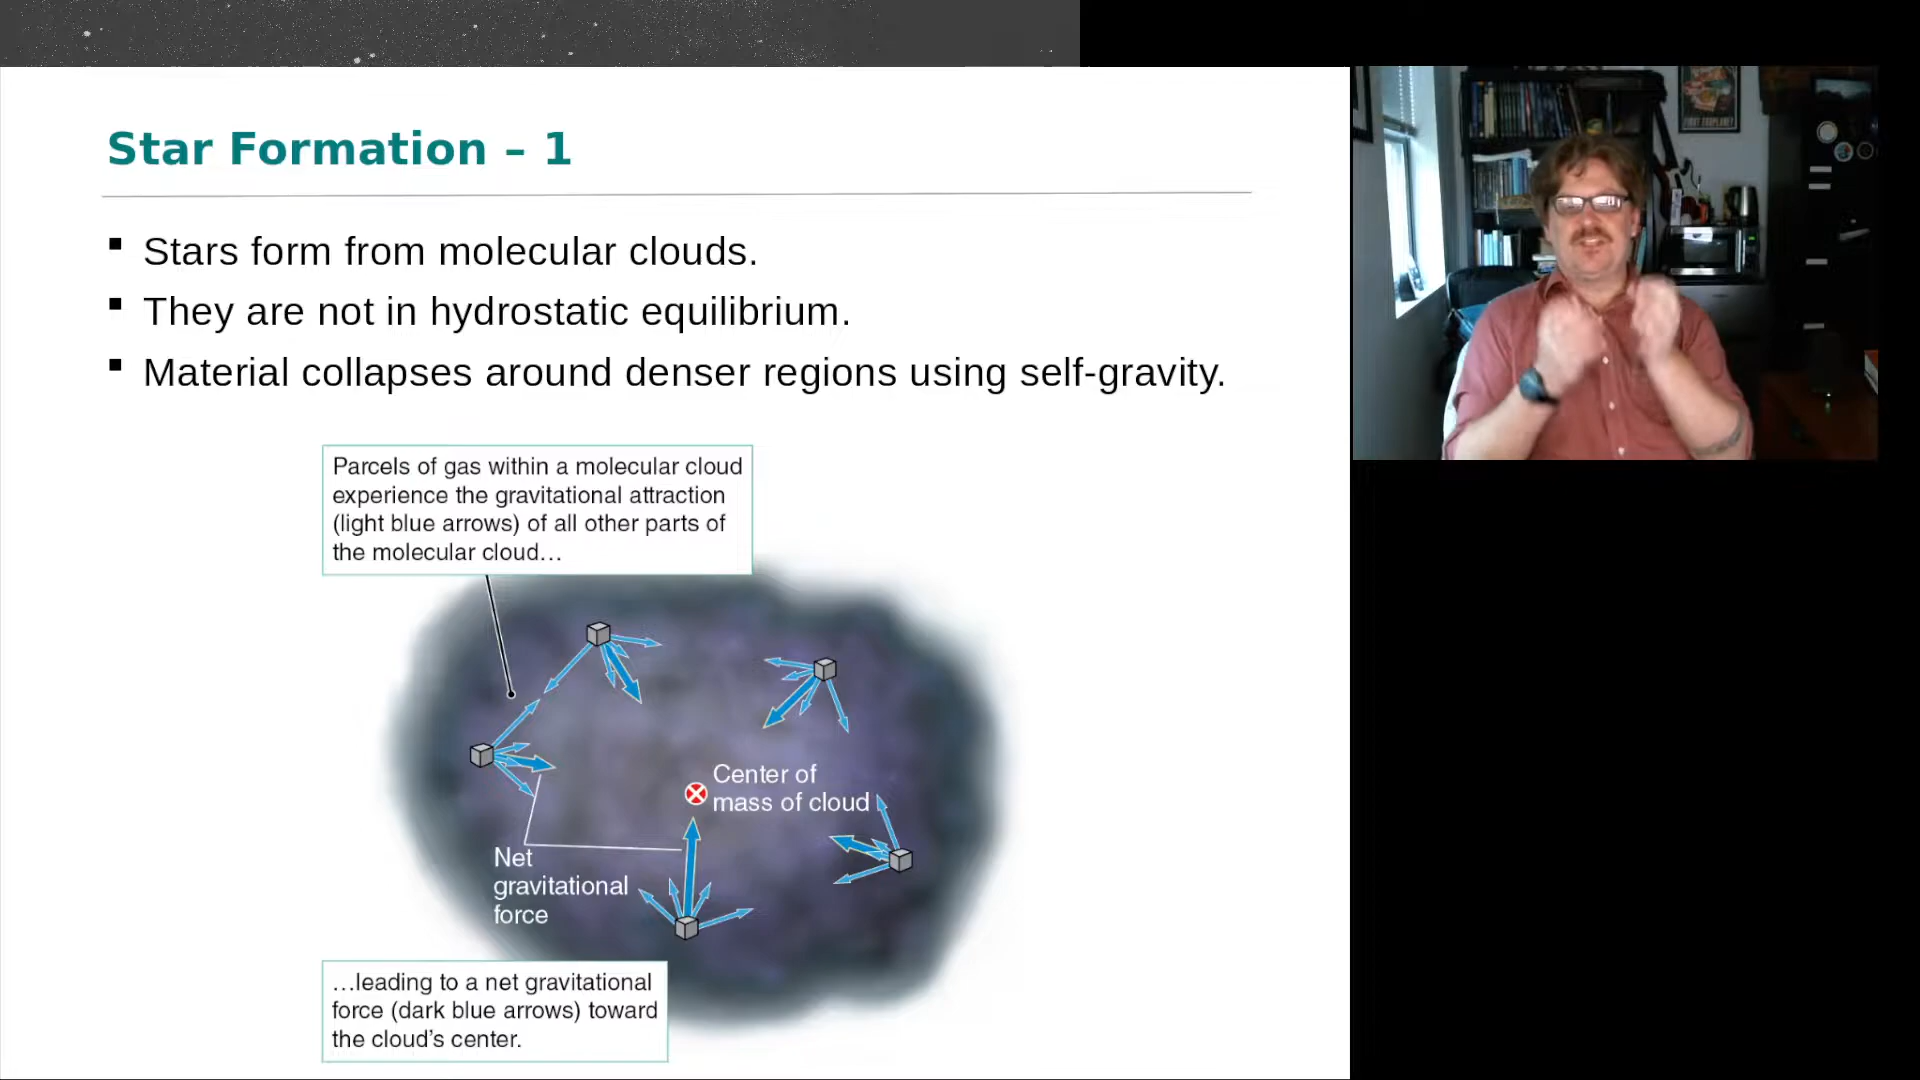 Star Formation – 1
Stars form from molecular clouds.
They are not in hydrostatic equilibrium.
Material collapses around denser regions using self-gravity.
Parcels of gas within a molecular cloud
experience the gravitational attraction
(light blue arrows) of all other parts of
the molecular cloud…
Center of
mass of cloud
Net
gravitational
force
…leading to a net gravitational
force (dark blue arrows) toward
the cloud’s center.